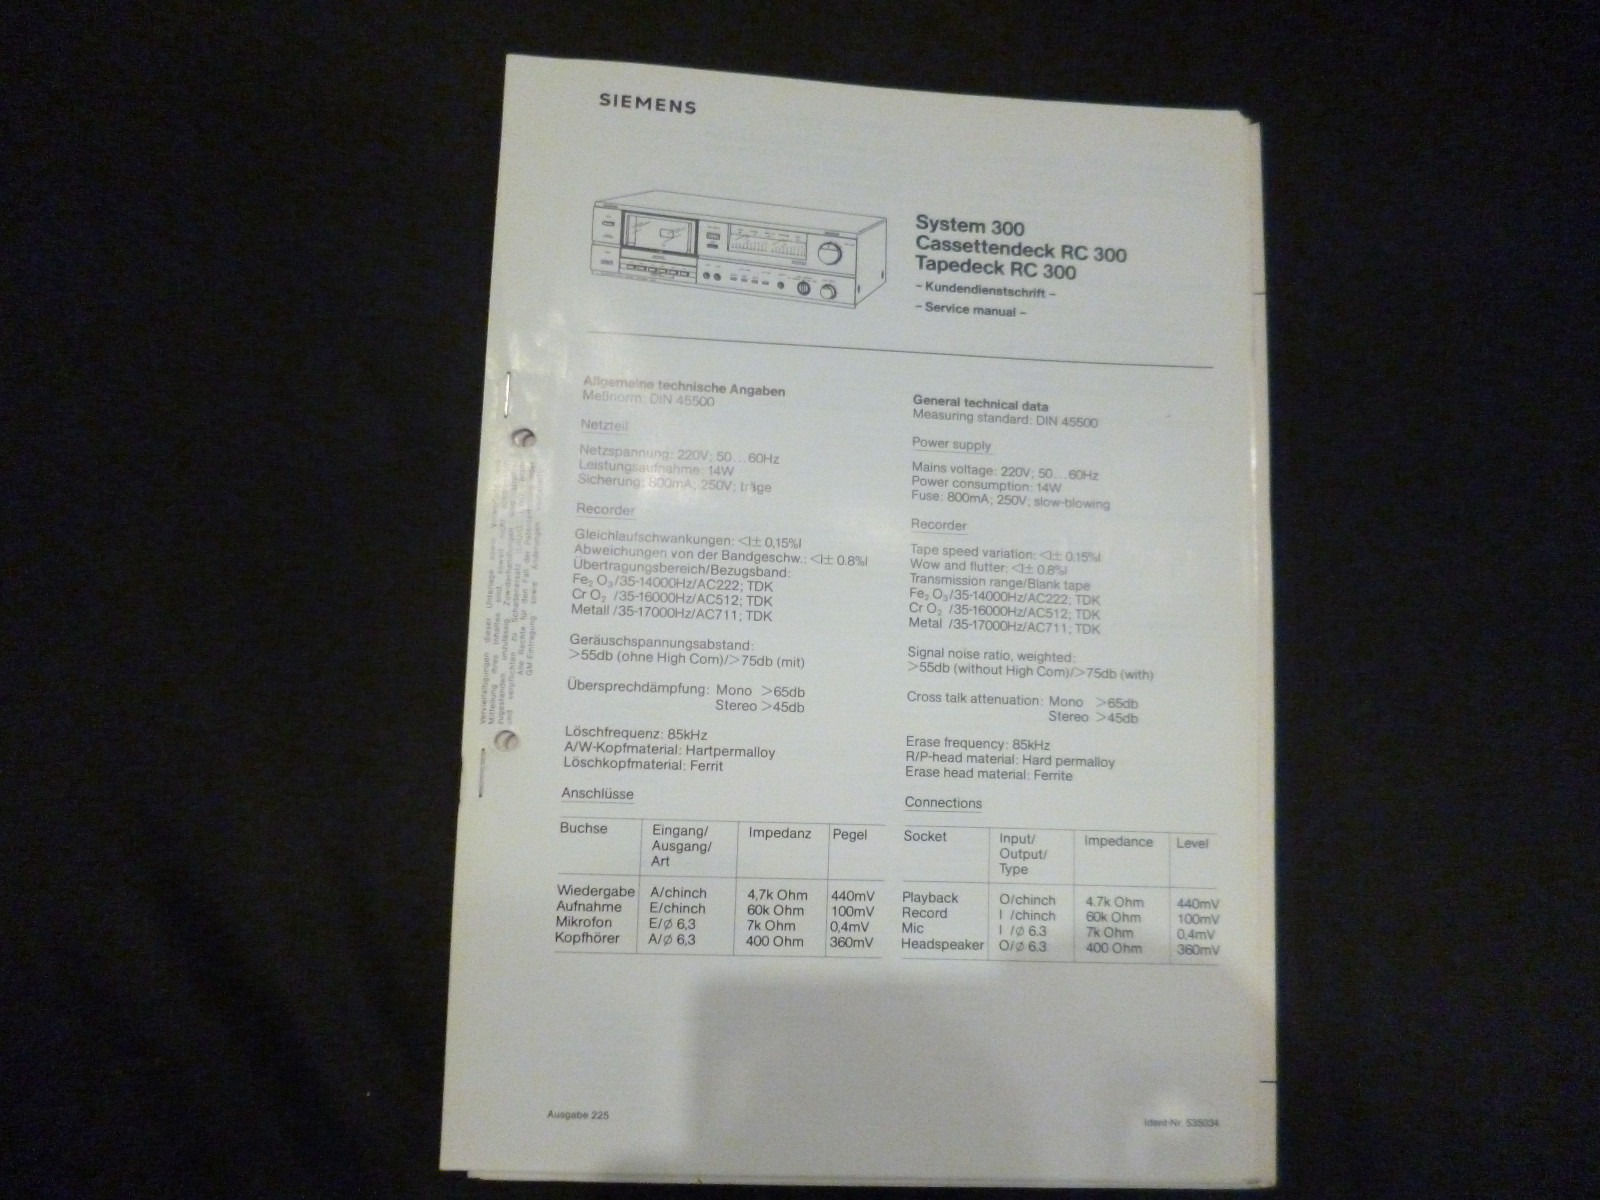 SIEMENS
System 300
Cassettendeck RC 300
Tapedeck RC 300
– Kundendienstschrift –
– Service manual –
Allgemeine technische Angaben
Meßnorm: DIN 45500
Netzteil
Netzspannung: 220V; 50...60Hz
Leistungsaufnahme: 14W
Sicherung: 800mA; 250V; träge
Recorder
Gleichlaufschwankungen: <I± 0,15%I
Abweichungen von der Bandgeschw.: <I± 0.8%I
Übertragungsbereich/Bezugsband:
Fe₂ O₃/35-14000Hz/AC222; TDK
Cr O₂ /35-16000Hz/AC512; TDK
Metall /35-17000Hz/AC711; TDK
Geräuschspannungsabstand:
>55db (ohne High Com)/>75db (mit)
Übersprechdämpfung: Mono >65db
Stereo >45db
Löschfrequenz: 85kHz
A/W-Kopfmaterial: Hartpermalloy
Löschkopfmaterial: Ferrit
Anschlüsse
Buchse Eingang/ Impedanz Pegel
Ausgang/
Art
Wiedergabe A/chinch 4,7k Ohm 440mV
Aufnahme E/chinch 60k Ohm 100mV
Mikrofon E/∅ 6,3 7k Ohm 0,4mV
Kopfhörer A/∅ 6,3 400 Ohm 360mV
General technical data
Measuring standard: DIN 45500
Power supply
Mains voltage: 220V; 50...60Hz
Power consumption: 14W
Fuse: 800mA; 250V; slow-blowing
Recorder
Tape speed variation: <I± 0.15%I
Wow and flutter: <I± 0.8%I
Transmission range/Blank tape
Fe₂ O₃/35-14000Hz/AC222; TDK
Cr O₂ /35-16000Hz/AC512; TDK
Metal /35-17000Hz/AC711; TDK
Signal noise ratio, weighted:
>55db (without High Com)/>75db (with)
Cross talk attenuation: Mono >65db
Stereo >45db
Erase frequency: 85kHz
R/P-head material: Hard permalloy
Erase head material: Ferrite
Connections
Socket Input/ Impedance Level
Output/
Type
Playback O/chinch 4.7k Ohm 440mV
Record I /chinch 60k Ohm 100mV
Mic I /∅ 6.3 7k Ohm 0,4mV
Headspeaker O/∅ 6.3 400 Ohm 360mV
Ausgabe 225
Ident-Nr. 535034